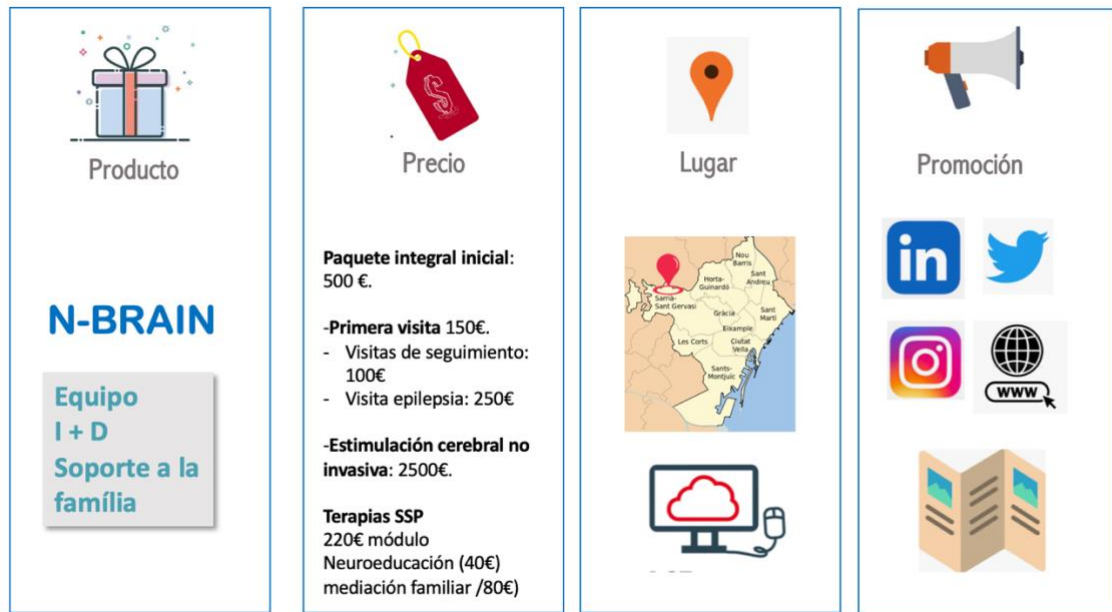 Producto
N-BRAIN
Equipo
I + D
Soporte a la
família
Precio
Paquete integral inicial:
500 €.
-Primera visita 150€.
- Visitas de seguimiento:
100€
- Visita epilepsia: 250€
-Estimulación cerebral no
invasiva: 2500€.
Terapias SSP
220€ módulo
Neuroeducación (40€)
mediación familiar /80€)
Lugar
Nou
Barris
Horta-
Guinardó
Sant
Andreu
Sarrià-
Sant Gervasi
Gràcia
Sant
Martí
Eixample
Les Corts
Ciutat
Vella
Sants-
Montjuïc
Promoción
in
WWW